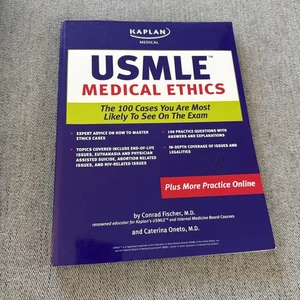 KAPLAN
MEDICAL
USMLE™
MEDICAL ETHICS
The 100 Cases You Are Most
Likely To See On the Exam
• EXPERT ADVICE ON HOW TO MASTER
ETHICS CASES
• TOPICS COVERED INCLUDE END-OF-LIFE
ISSUES, EUTHANASIA AND PHYSICIAN
ASSISTED SUICIDE, ABORTION RELATED
ISSUES, AND HIV-RELATED ISSUES
• 100 PRACTICE QUESTIONS WITH
ANSWERS AND EXPLANATIONS
• IN-DEPTH COVERAGE OF ISSUES AND
LEGALITIES
Plus More Practice Online
by Conrad Fischer, M.D.
renowned educator for Kaplan's USMLE™ and Internal Medicine Board Courses
and Caterina Oneto, M.D.